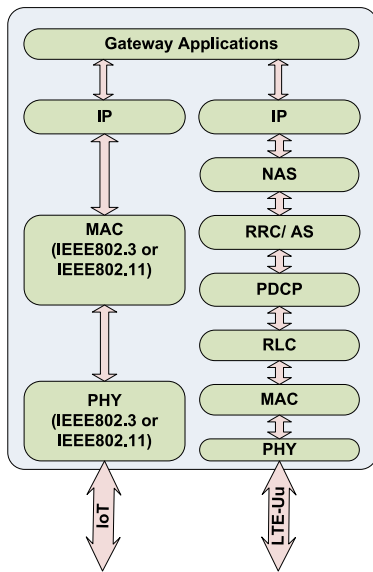 Gateway Applications
IP
MAC
(IEEE802.3 or
IEEE802.11)
PHY
(IEEE802.3 or
IEEE802.11)
IoT
IP
NAS
RRC/ AS
PDCP
RLC
MAC
PHY
LTE-Uu